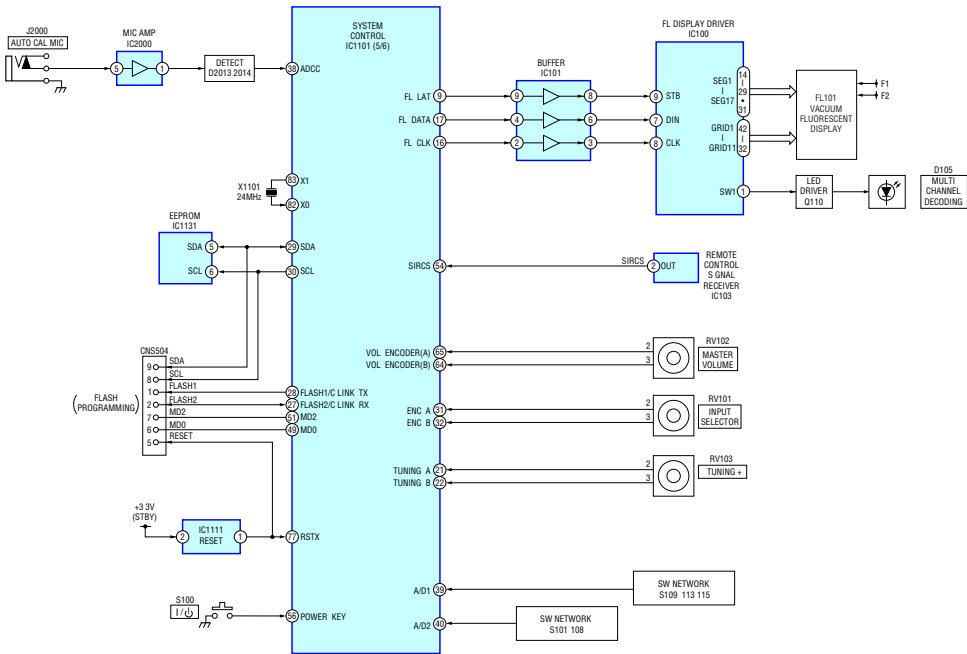 J2000
AUTO CAL MIC
MIC AMP
IC2000
5
1
DETECT
D2013 2014
SYSTEM
CONTROL
IC1101 (5/6)
38 ADCC
FL LAT 9
FL DATA 17
FL CLK 16
BUFFER
IC101
9 8
4 6
2 3
FL DISPLAY DRIVER
IC100
9 STB
7 DIN
8 CLK
SEG1
I
SEG17
14
I
29
•
31
GRID1
I
GRID11
42
I
32
SW1 1
FL101
VACUUM
FLUORESCENT
DISPLAY
F1
F2
LED
DRIVER
Q110
D105
MULTI
CHANNEL
DECODING
X1101
24MHz
83 X1
82 X0
EEPROM
IC1131
SDA 5
SCL 6
29 SDA
30 SCL
SIRCS 54
SIRCS
2 OUT
REMOTE
CONTROL
S GNAL
RECEIVER
IC103
VOL ENCODER(A) 65
VOL ENCODER(B) 64
2
3
RV102
MASTER
VOLUME
CNS504
(FLASH
PROGRAMMING)
9 SDA
8 SCL
1 FLASH1
2 FLASH2
7 MD2
6 MD0
5 RESET
28 FLASH1/C LINK TX
27 FLASH2/C LINK RX
51 MD2
49 MD0
ENC A 31
ENC B 32
2
3
RV101
INPUT
SELECTOR
TUNING A 21
TUNING B 22
2
3
RV103
TUNING +
+3 3V
(STBY)
2
IC1111
RESET
1
77 RSTX
S100
I / ⏻
56 POWER KEY
A/D1 39
A/D2 40
SW NETWORK
S109 113 115
SW NETWORK
S101 108